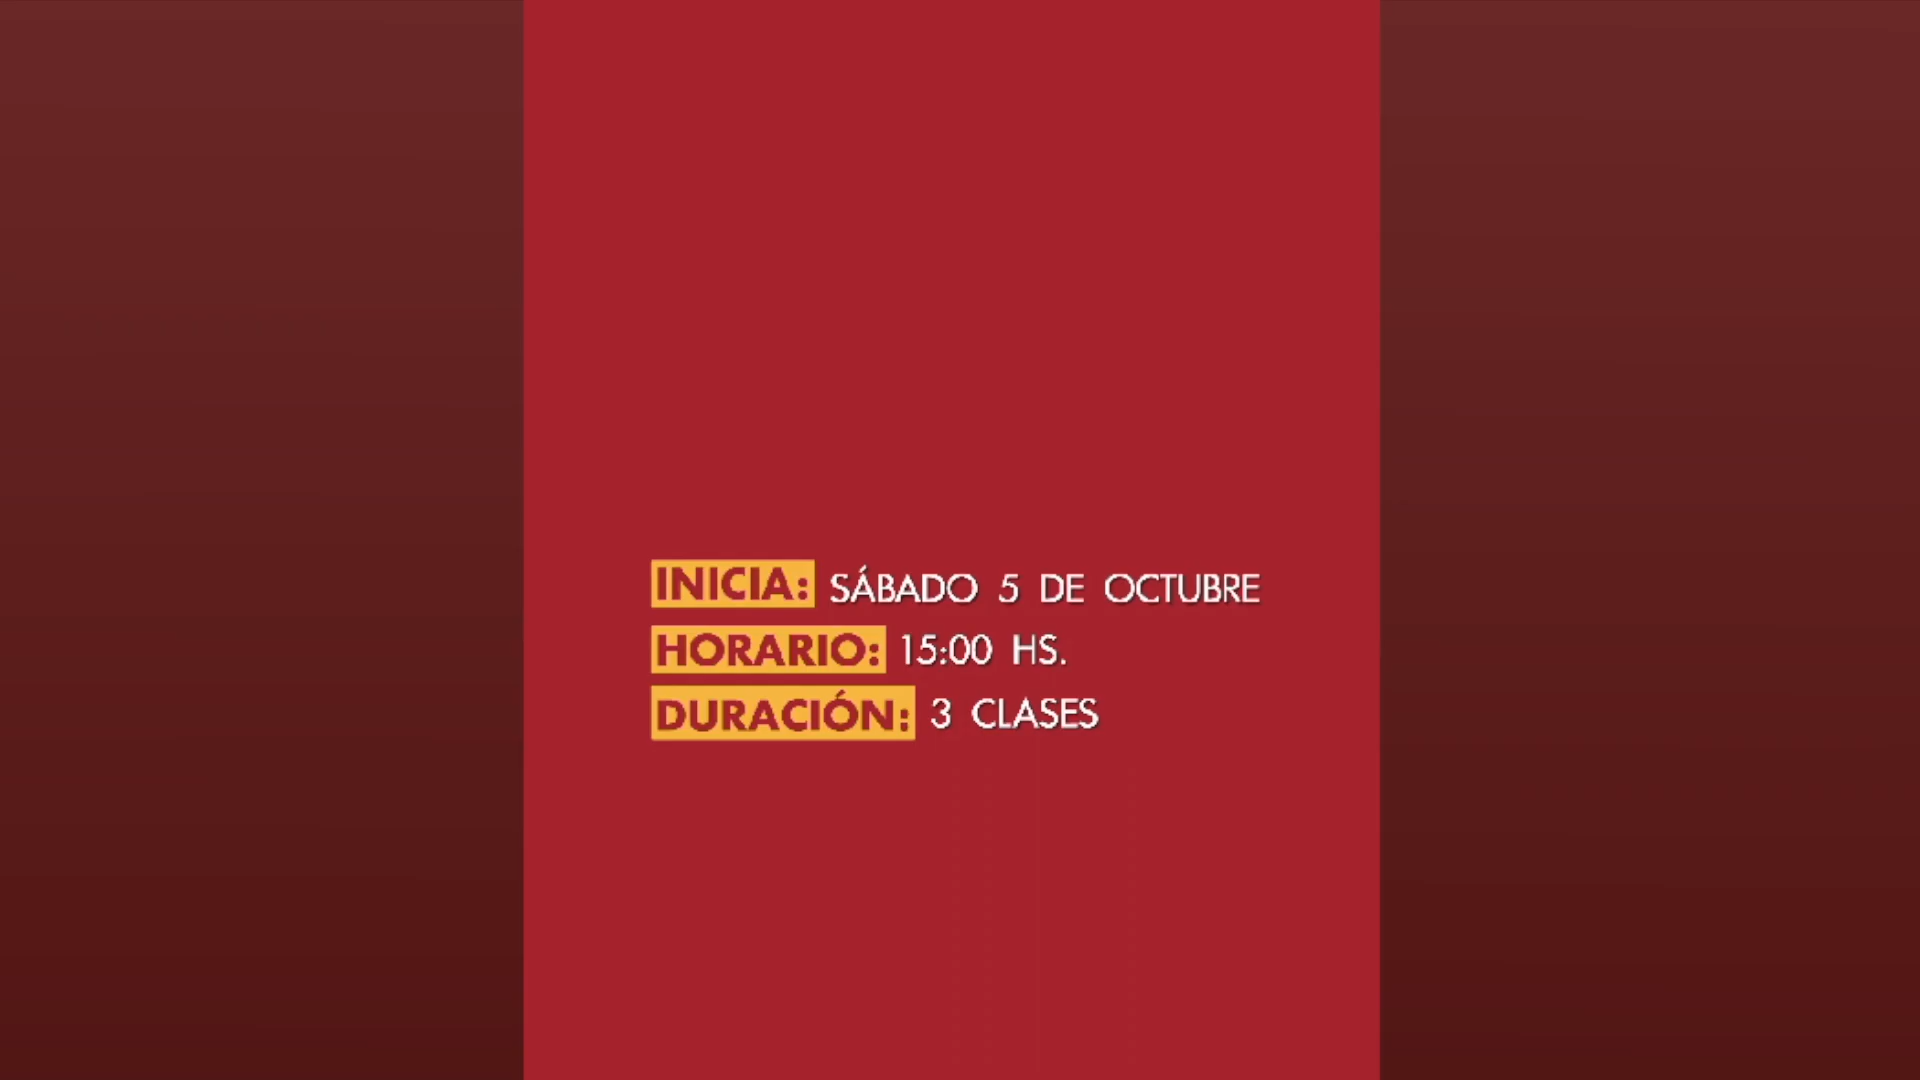 INICIA: SÁBADO 5 DE OCTUBRE
HORARIO: 15:00 HS.
DURACIÓN: 3 CLASES